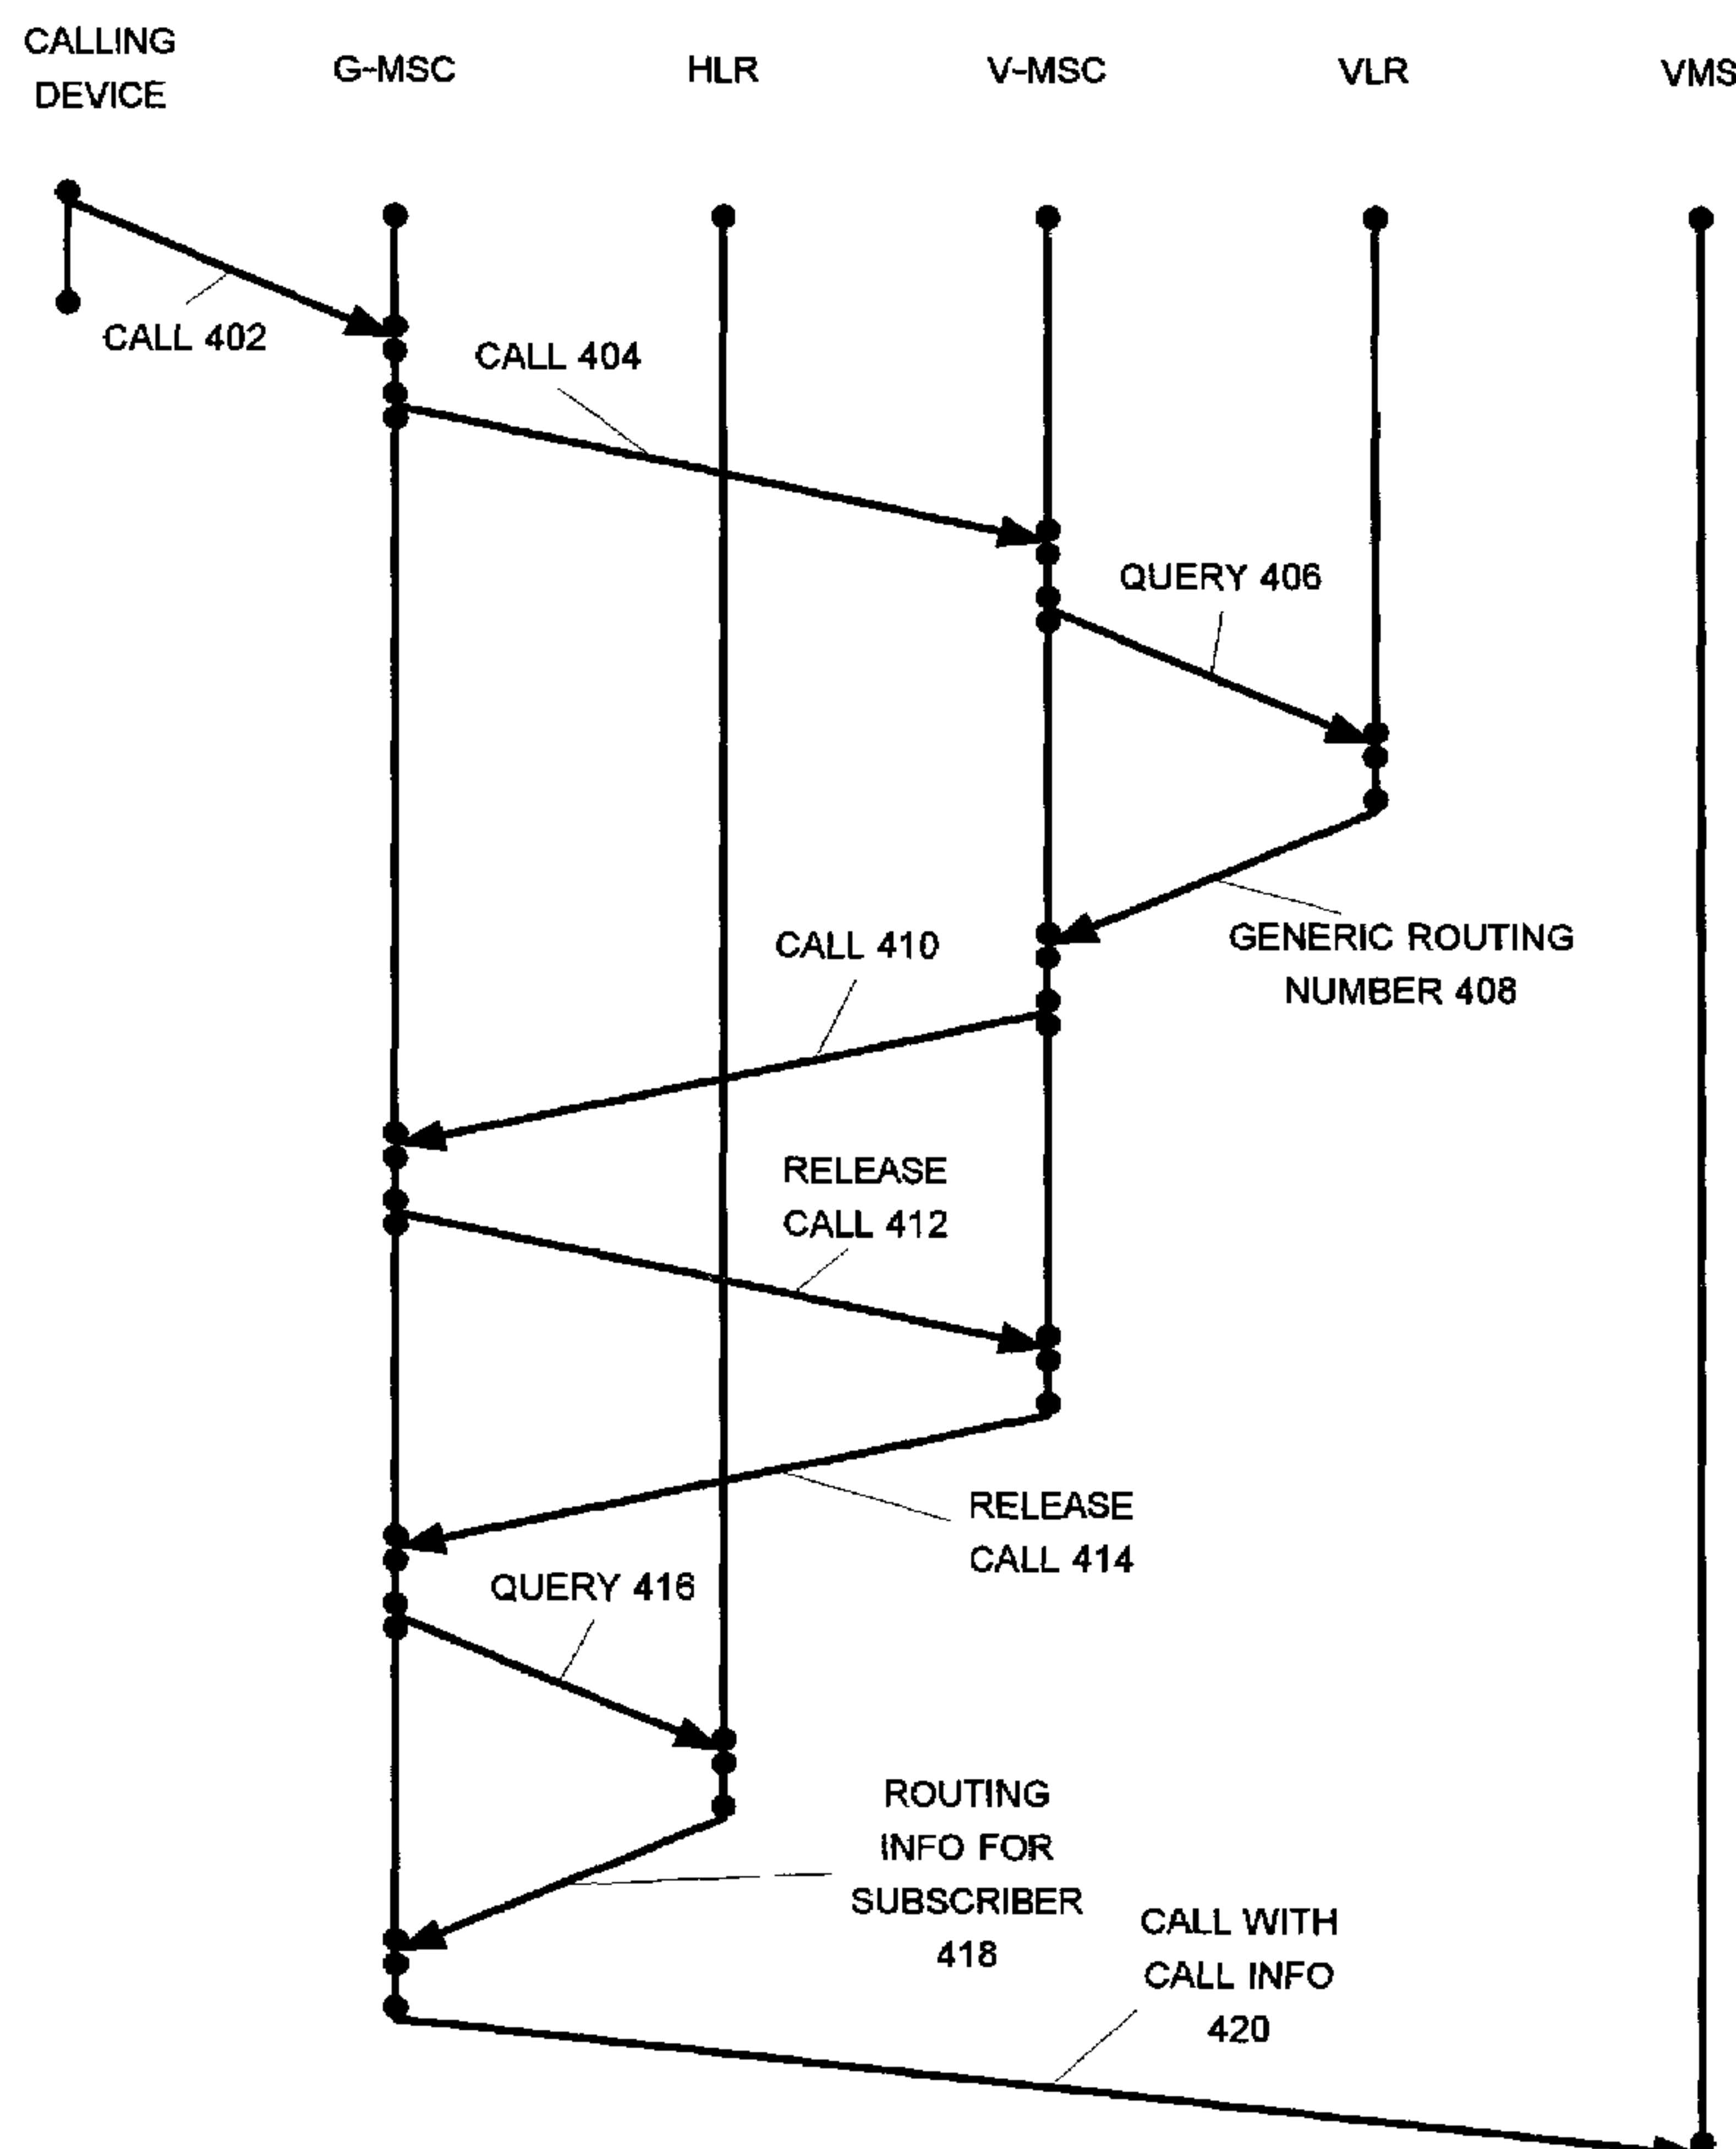 CALLING
DEVICE
G-MSC
HLR
V-MSC
VLR
VMS
CALL 402
CALL 404
QUERY 406
GENERIC ROUTING
NUMBER 408
CALL 410
RELEASE
CALL 412
RELEASE
CALL 414
QUERY 416
ROUTING
INFO FOR
SUBSCRIBER
418
CALL WITH
CALL INFO
420